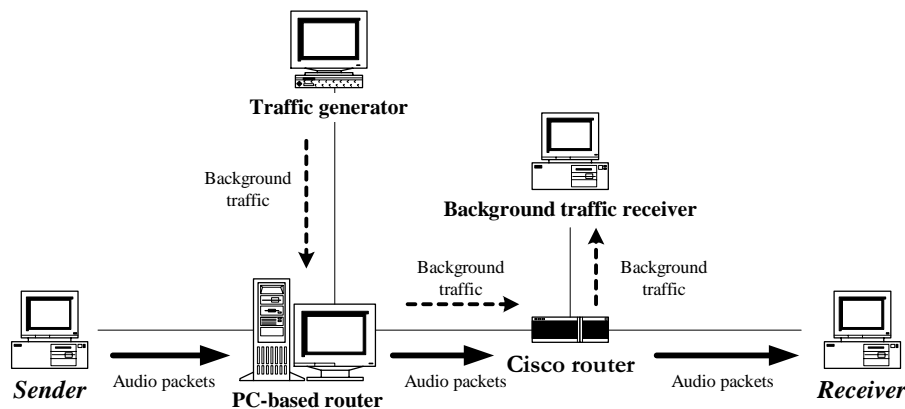 Traffic generator
Background
traffic
Background traffic receiver
Background
traffic
Background
traffic
Sender
Audio packets
PC-based router
Audio packets
Cisco router
Audio packets
Receiver